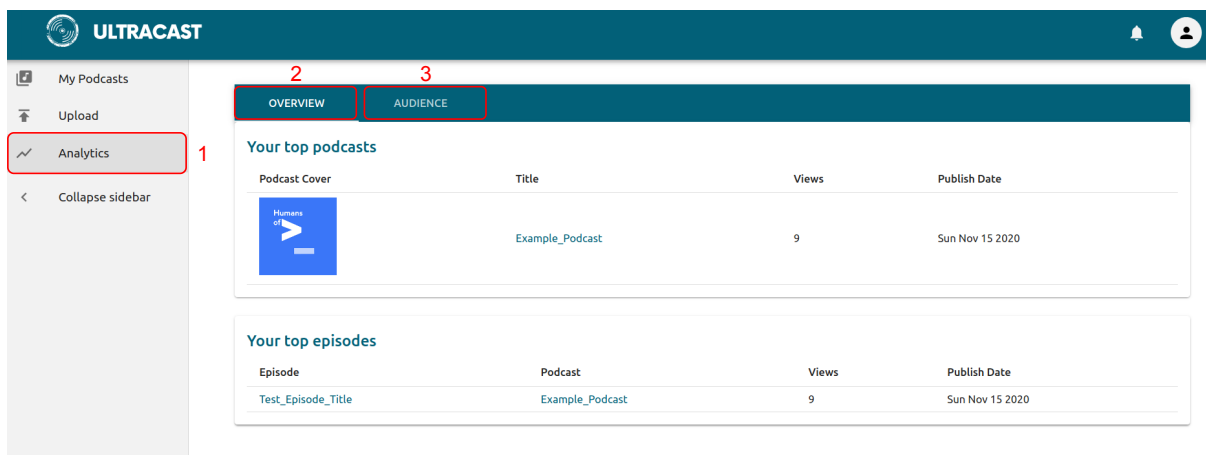 ULTRACAST
My Podcasts
Upload
Analytics
1
Collapse sidebar
2 3
OVERVIEW AUDIENCE
Your top podcasts
Podcast Cover Title Views Publish Date
Humans
of
Example_Podcast 9 Sun Nov 15 2020
Your top episodes
Episode Podcast Views Publish Date
Test_Episode_Title Example_Podcast 9 Sun Nov 15 2020